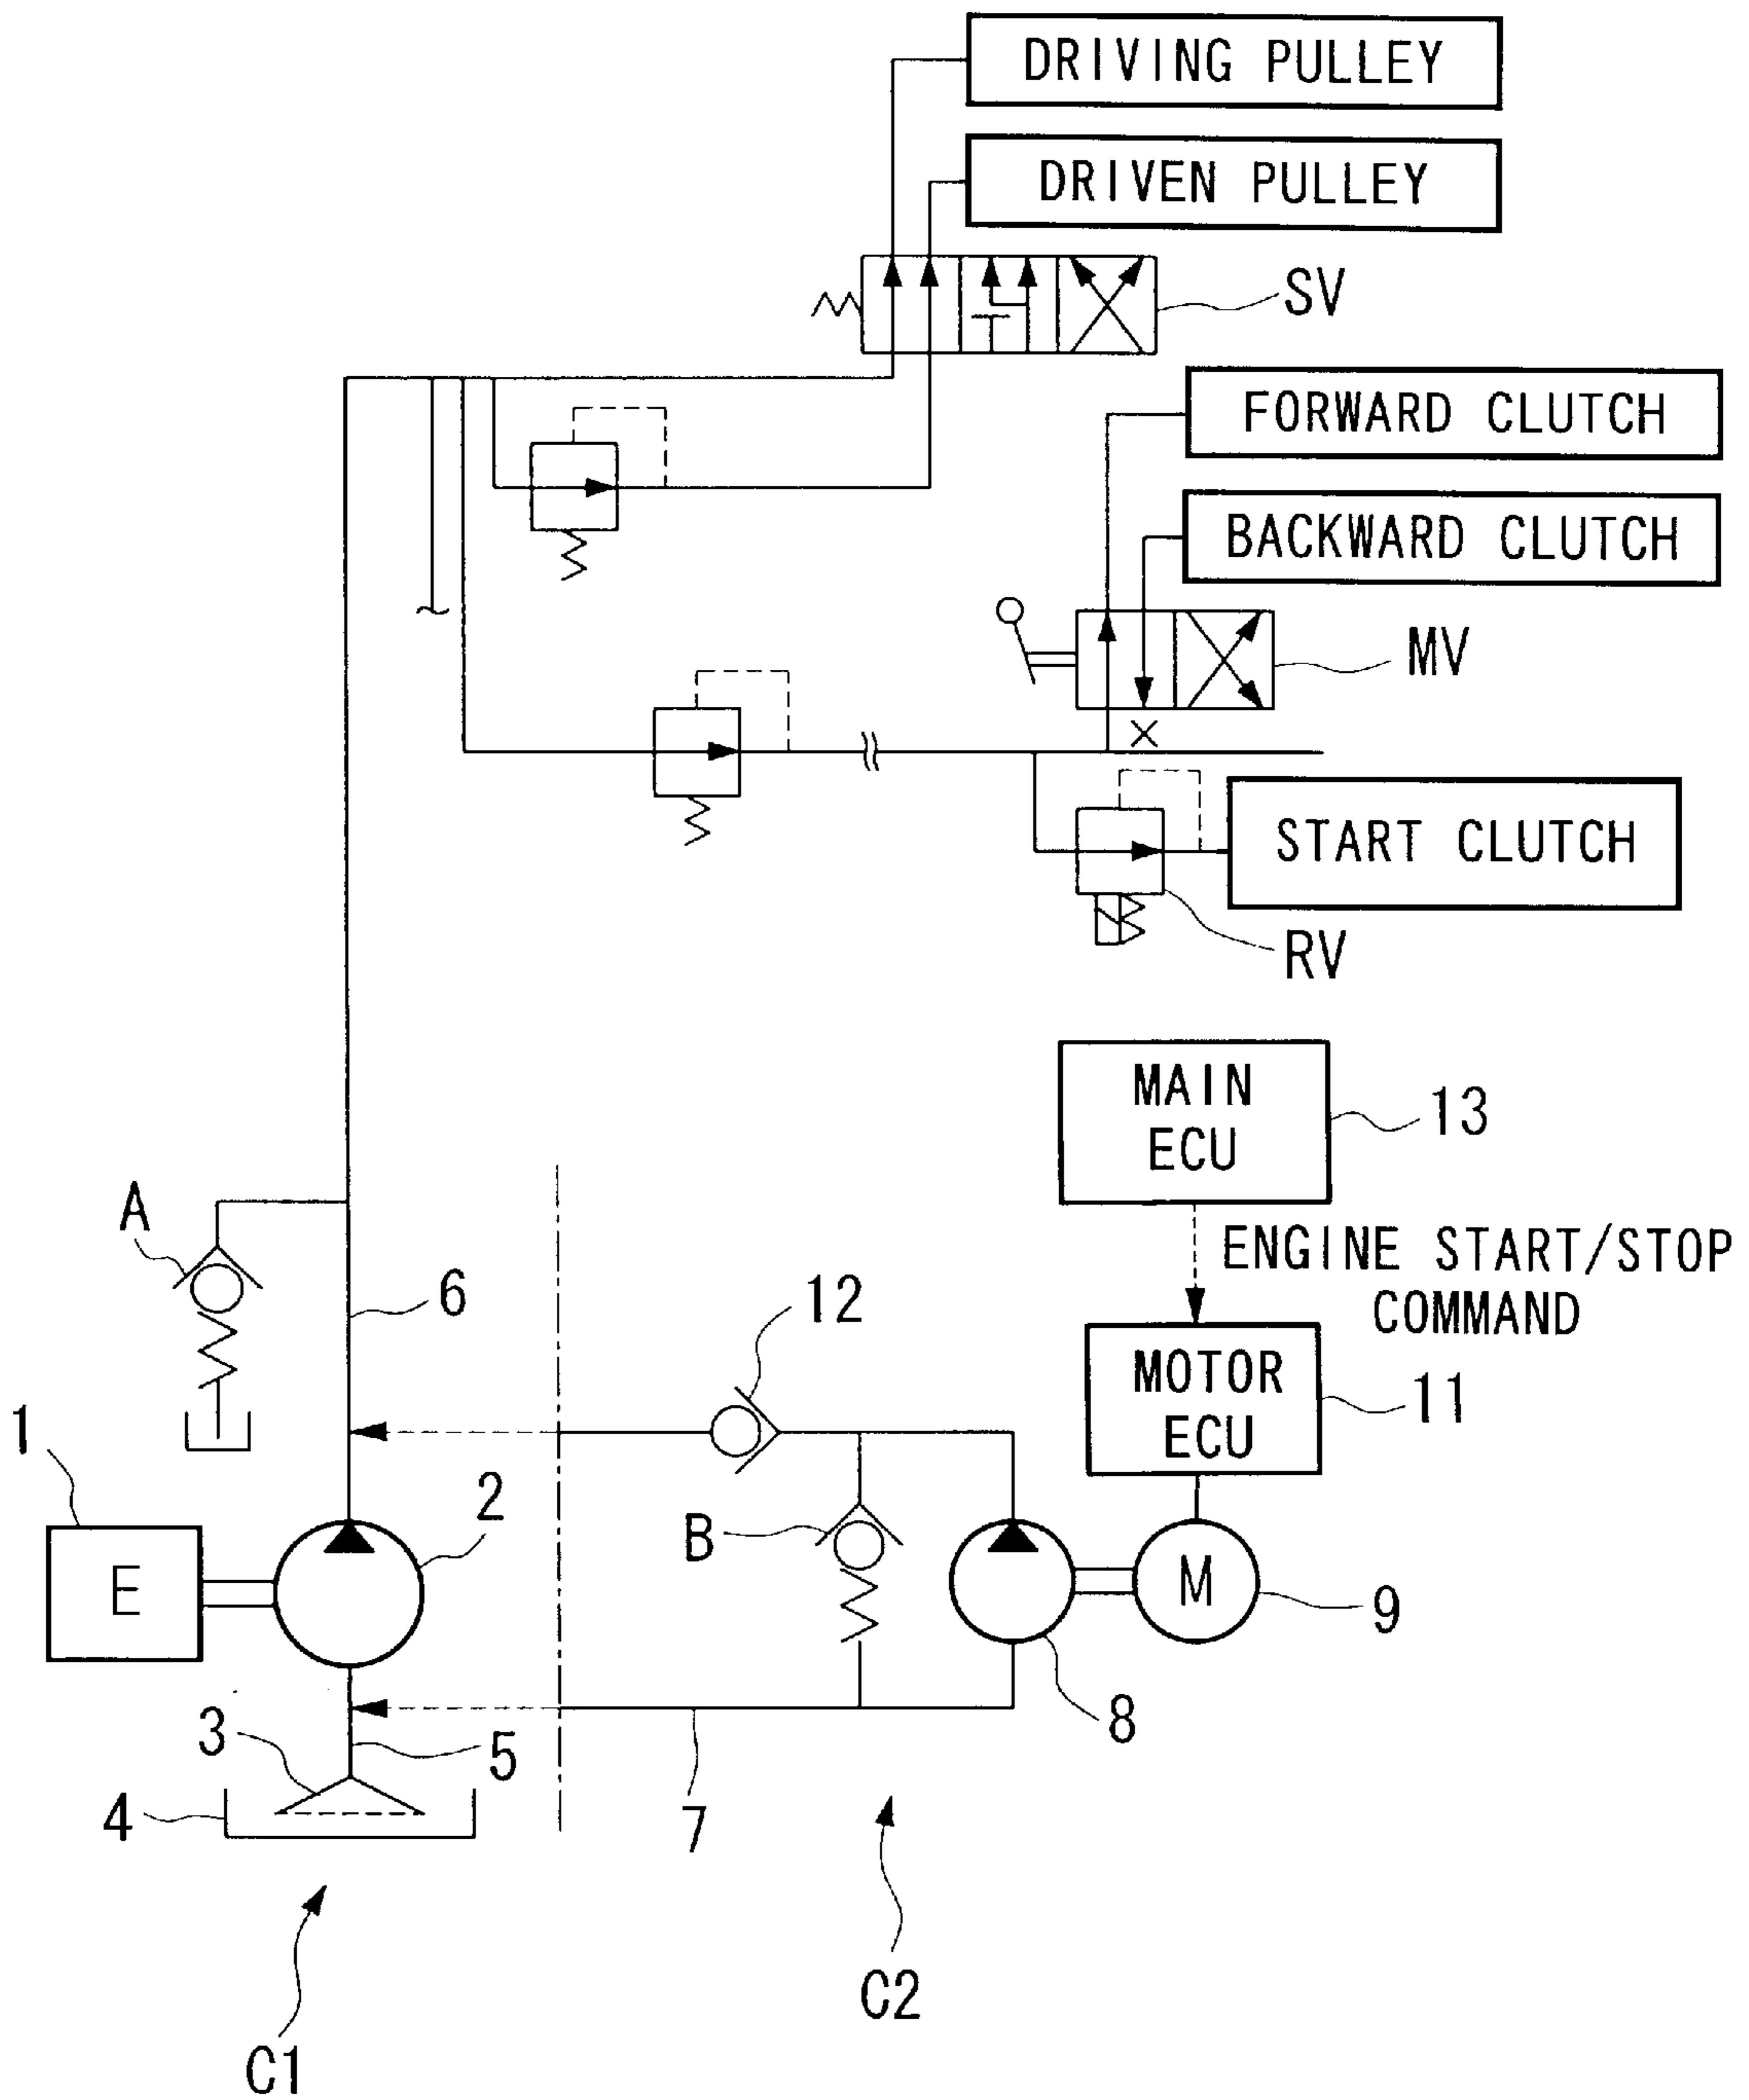 DRIVING PULLEY
DRIVEN PULLEY
SV
FORWARD CLUTCH
BACKWARD CLUTCH
MV
START CLUTCH
RV
MAIN
ECU
13
A
ENGINE START/STOP
COMMAND
6
12
MOTOR
ECU
11
1
2
B
E
M
9
3
5
8
4
7
C2
C1